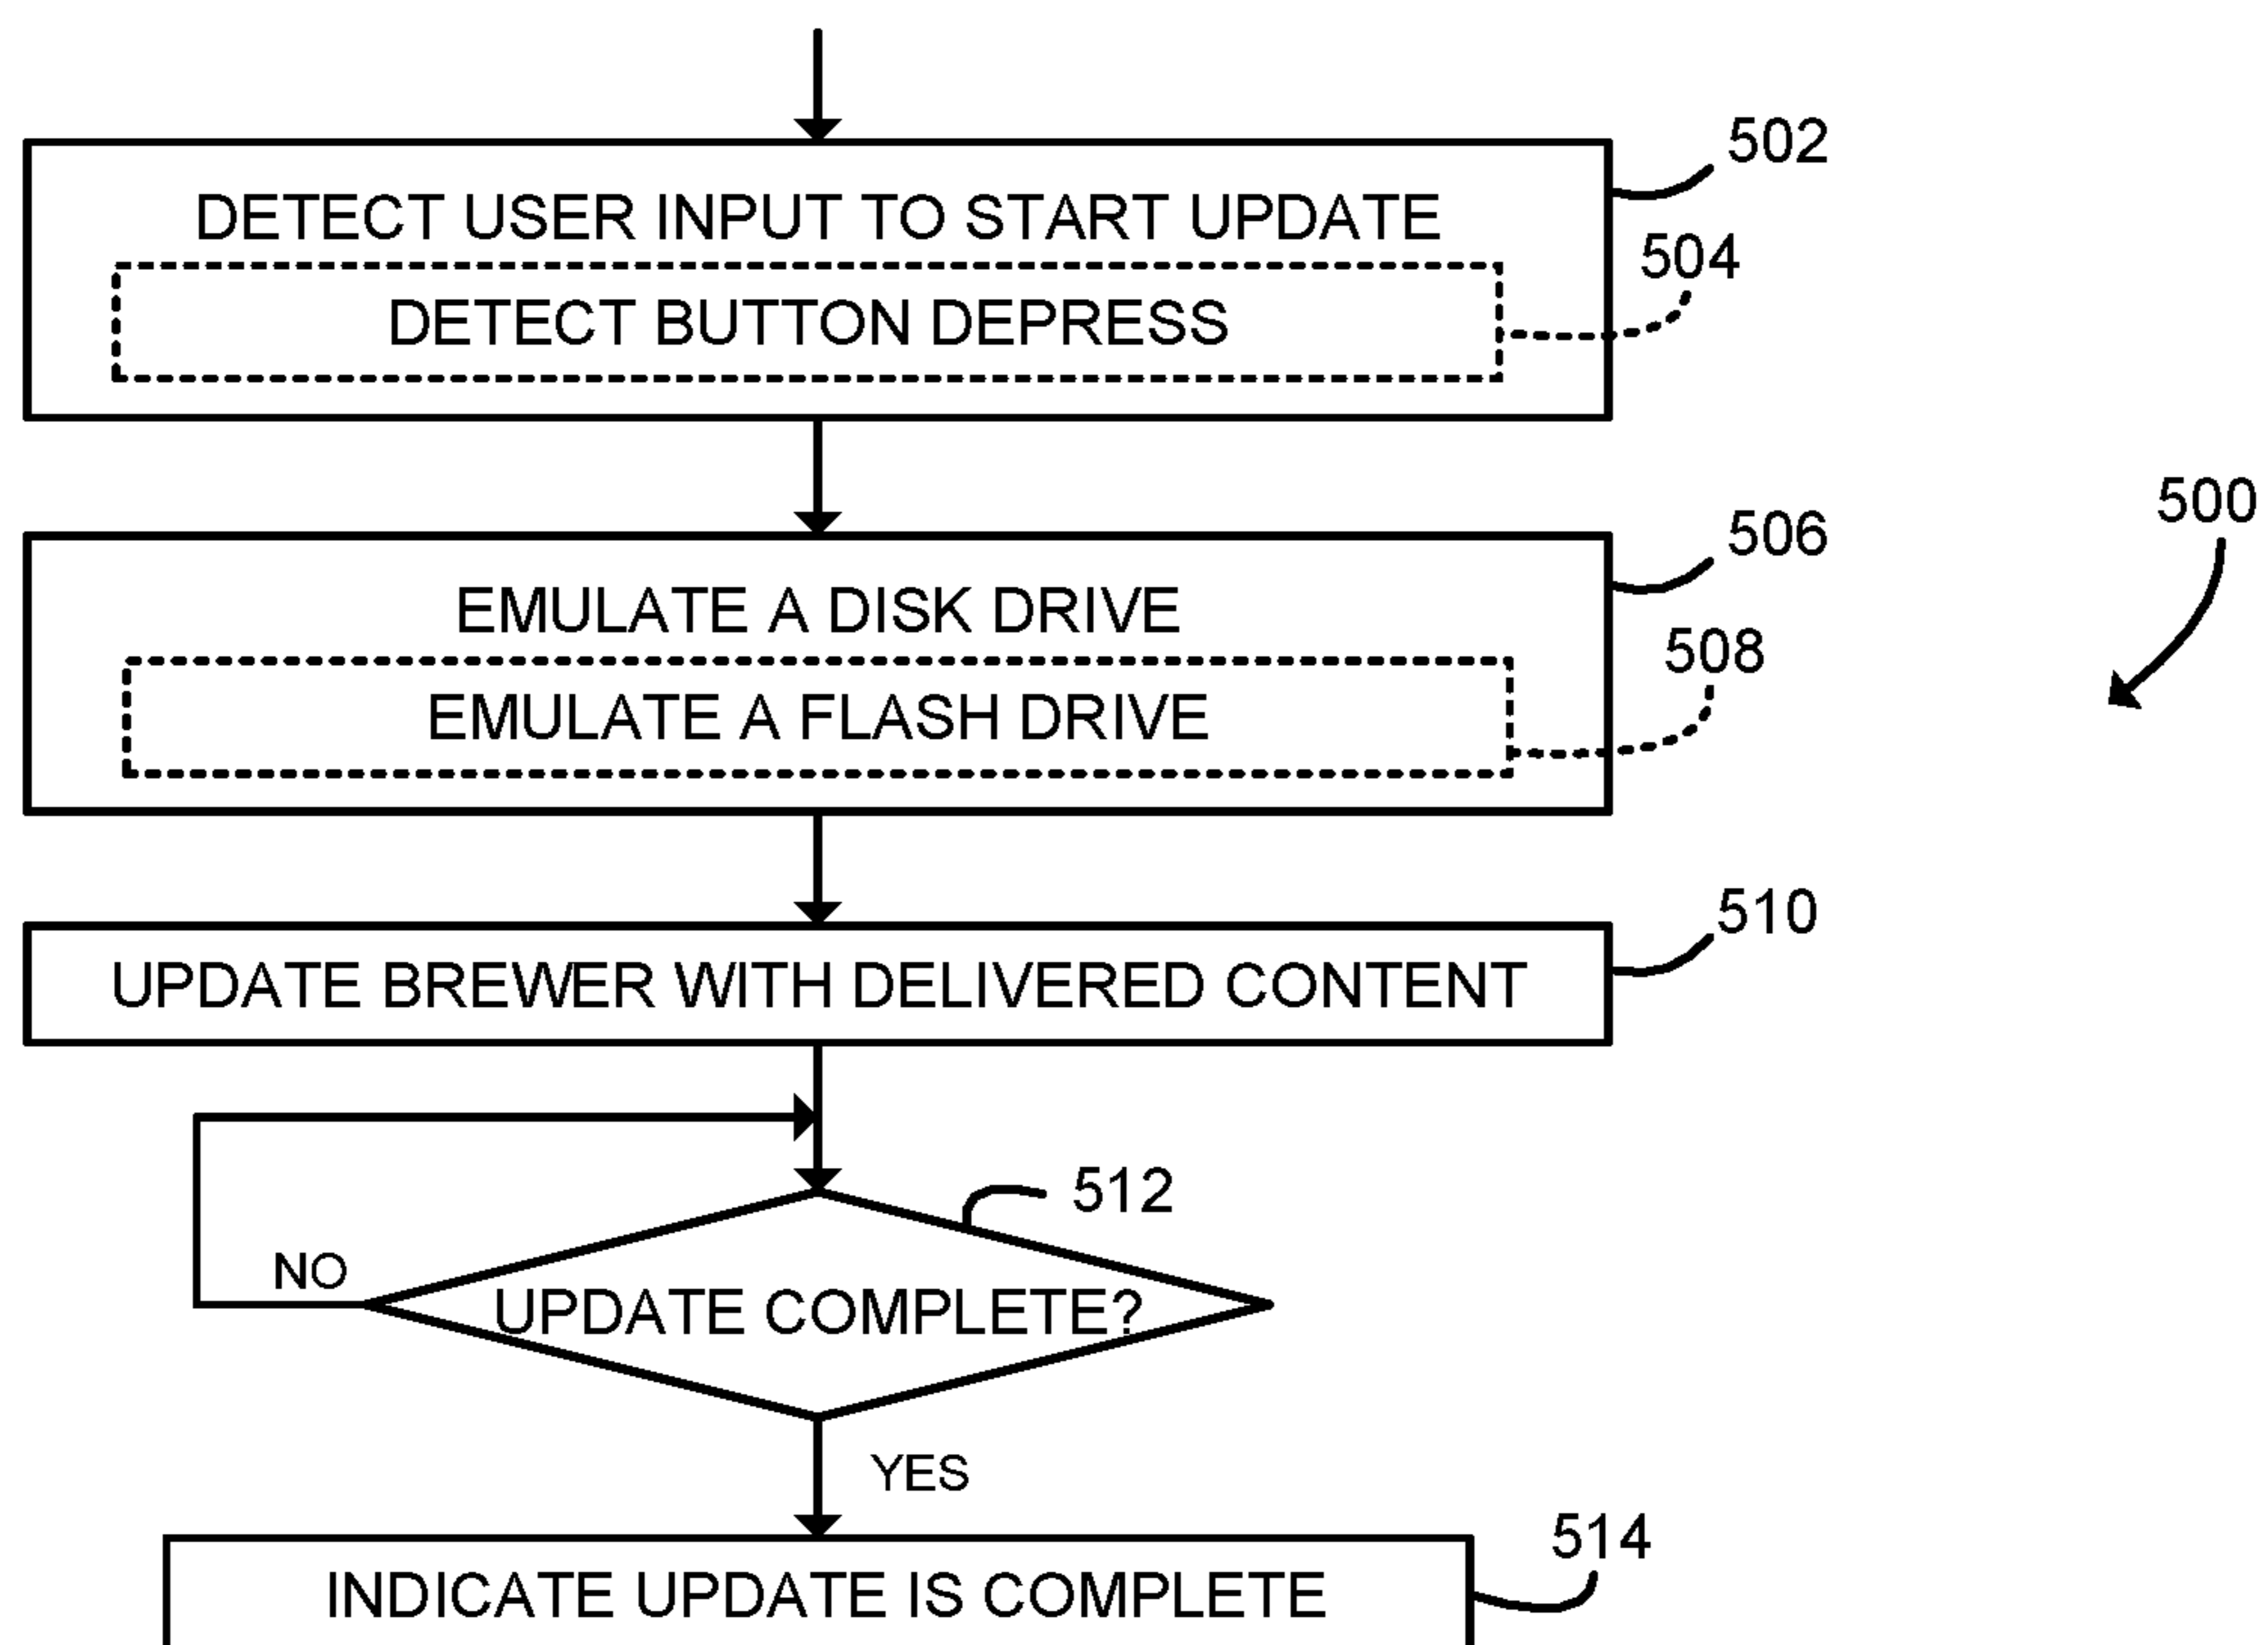 502
DETECT USER INPUT TO START UPDATE
504
DETECT BUTTON DEPRESS
500
506
EMULATE A DISK DRIVE
508
EMULATE A FLASH DRIVE
510
UPDATE BREWER WITH DELIVERED CONTENT
512
NO
UPDATE COMPLETE?
YES
514
INDICATE UPDATE IS COMPLETE